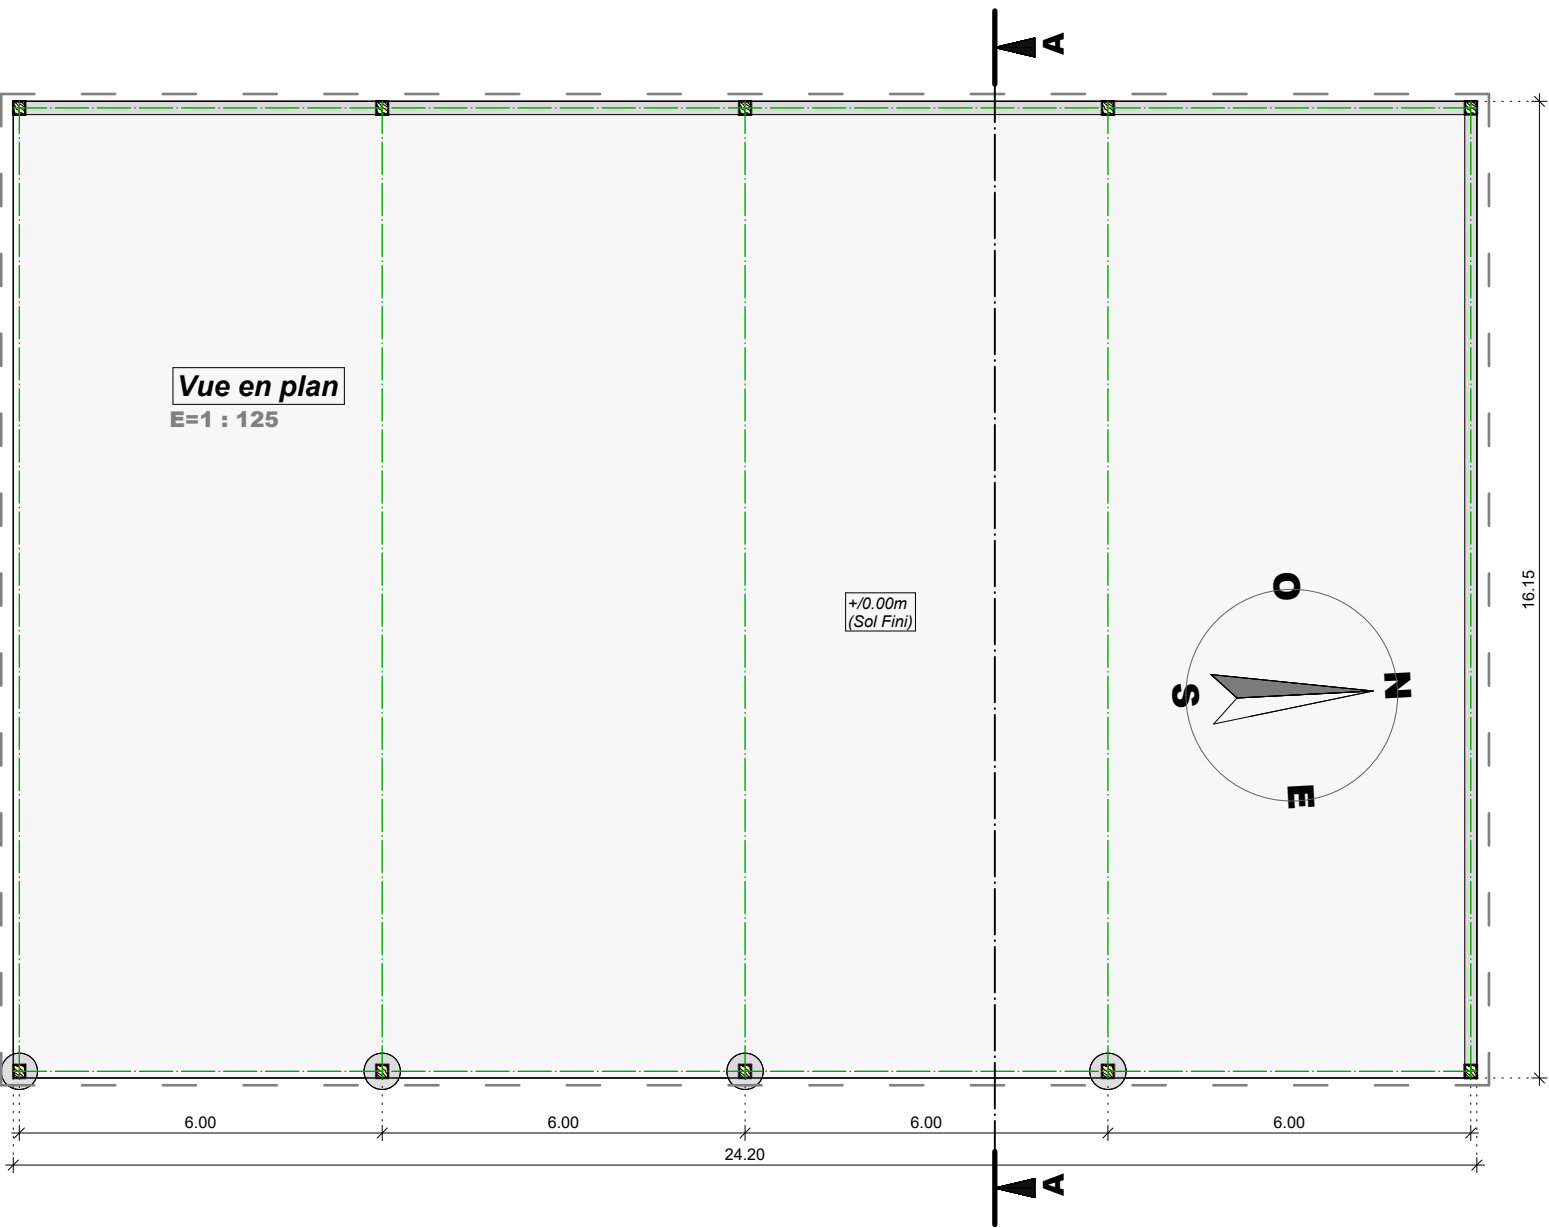 A
Vue en plan
E=1 : 125
+/0.00m
(Sol Fini)
O
S
N
E
16.15
6.00
6.00
6.00
6.00
24.20
A